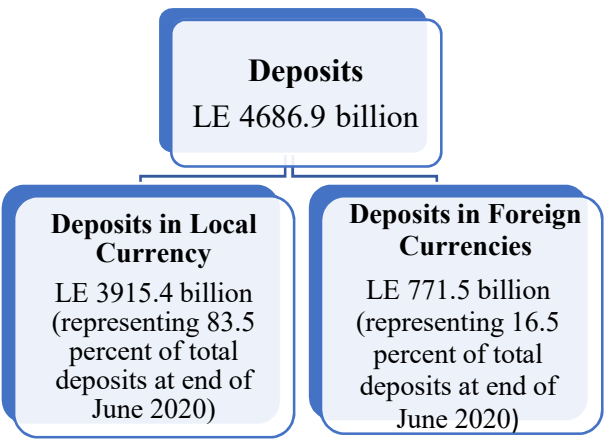 Deposits
LE 4686.9 billion
Deposits in Local
Currency
LE 3915.4 billion
(representing 83.5
percent of total
deposits at end of
June 2020)
Deposits in Foreign
Currencies
LE 771.5 billion
(representing 16.5
percent of total
deposits at end of
June 2020)